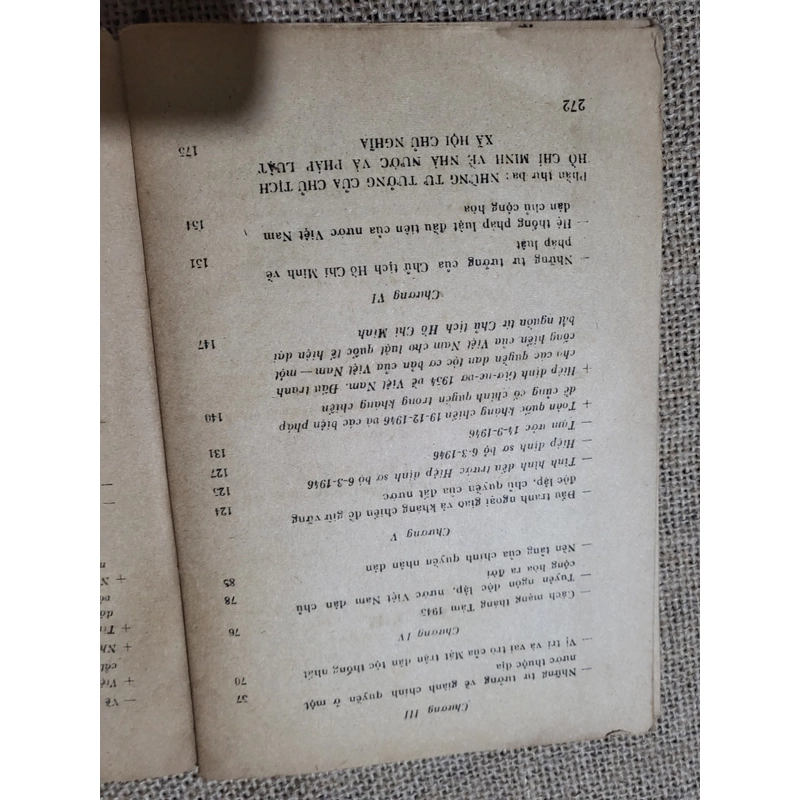 Chương III
— Những tư tưởng về giành chính quyền ở một
nước thuộc địa 37
— Vị trí và vai trò của Mặt trận dân tộc thống nhất 70
Chương IV
— Cách mạng tháng Tám 1945 76
— Tuyên ngôn độc lập, nước Việt Nam dân chủ
cộng hòa ra đời 78
— Nền tảng của chính quyền nhân dân 85
Chương V
— Đấu tranh ngoại giao và kháng chiến để giữ vững
độc lập, chủ quyền của đất nước 124
— Tình hình đến trước Hiệp định sơ bộ 6-3-1946 125
— Hiệp định sơ bộ 6-3-1946 127
— Tạm ước 14-9-1946 131
+ Toàn quốc kháng chiến 19-12-1946 và các biện pháp
để củng cố chính quyền trong kháng chiến 140
+ Hiệp định Giơ-ne-vơ 1954 về Việt Nam. Đấu tranh
cho các quyền dân tộc cơ bản của Việt Nam — một
cống hiến của Việt Nam cho luật quốc tế hiện đại
bắt nguồn từ Chủ tịch Hồ Chí Minh 147
Chương VI
— Những tư tưởng của Chủ tịch Hồ Chí Minh về
pháp luật 151
— Hệ thống pháp luật đầu tiên của nước Việt Nam
dân chủ cộng hòa 154
Phần thứ ba : NHỮNG TƯ TƯỞNG CỦA CHỦ TỊCH
HỒ CHÍ MINH VỀ NHÀ NƯỚC VÀ PHÁP LUẬT
XÃ HỘI CHỦ NGHĨA 175
272
— Về
+ Việ
+ Nh
+ Tìn
+ N